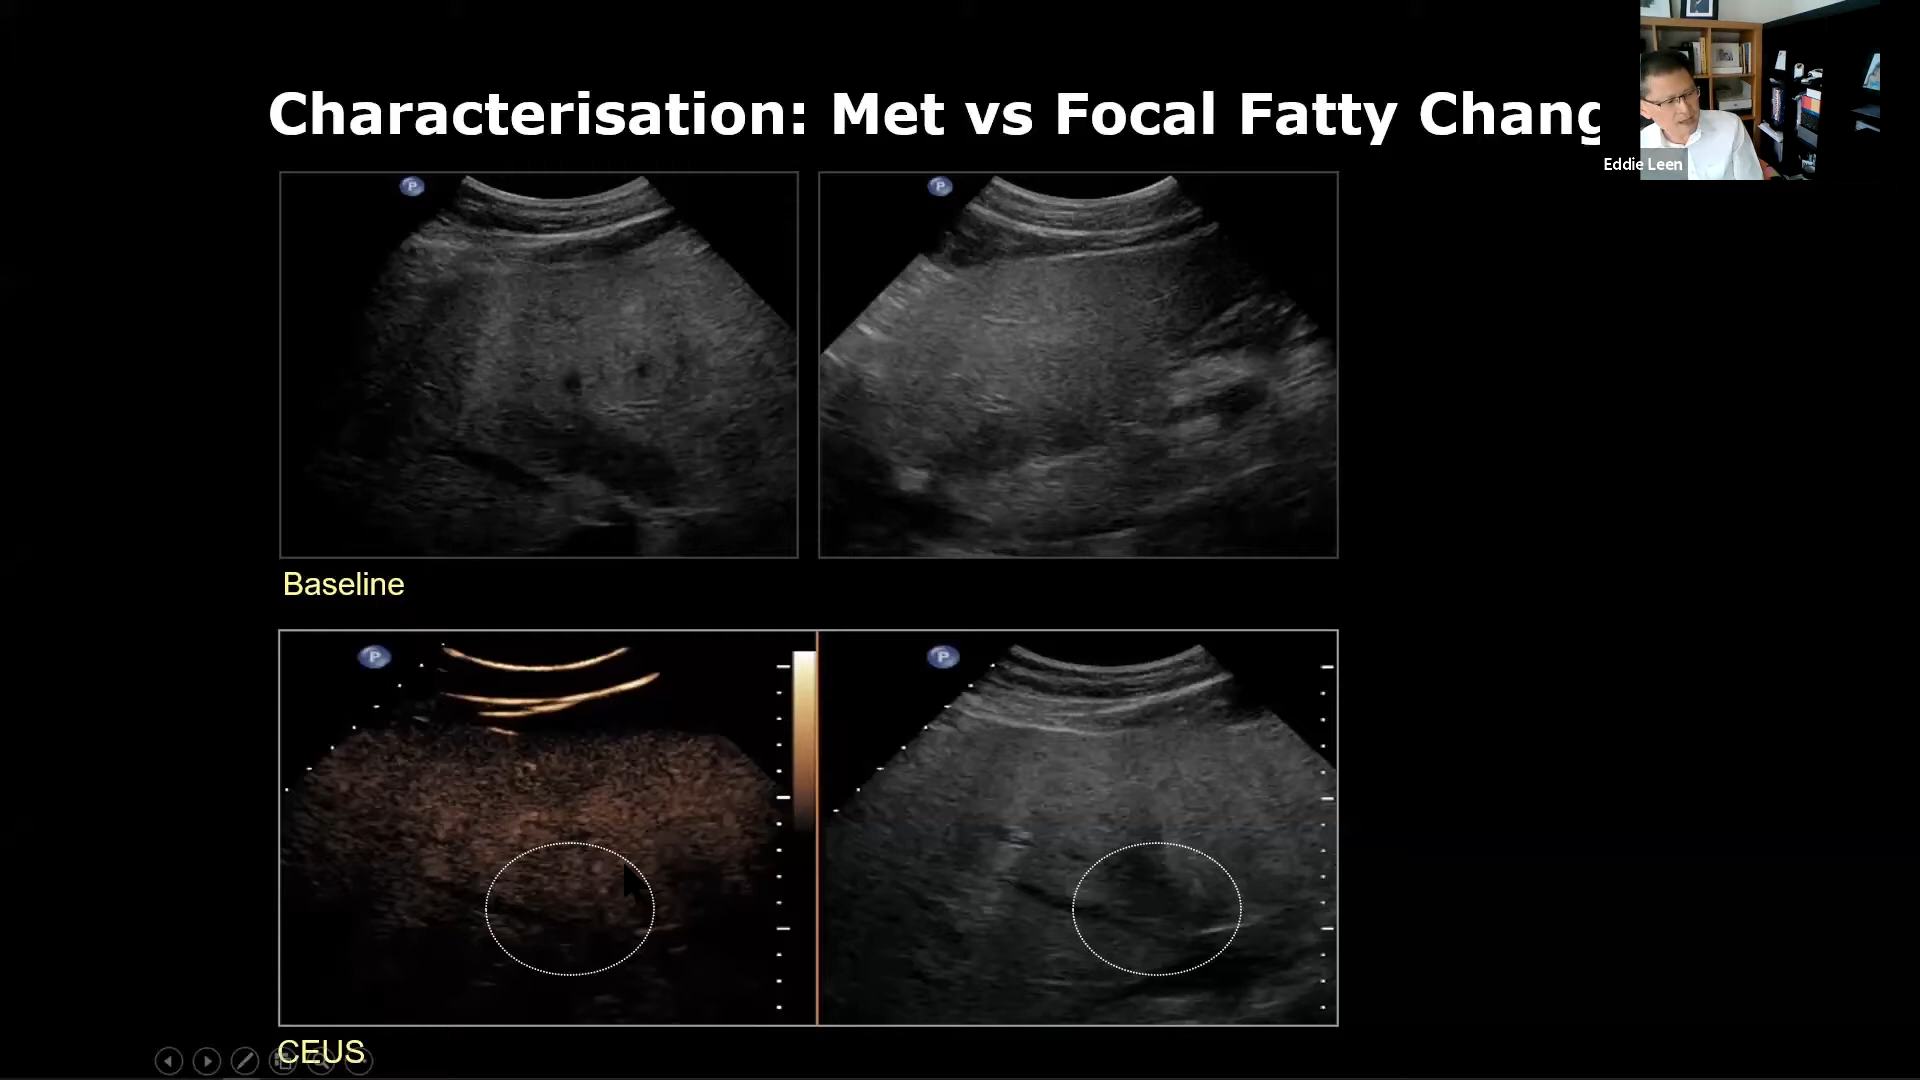 Characterisation: Met vs Focal Fatty Chang
Eddie Leen
P
P
Baseline
P
P
CEUS